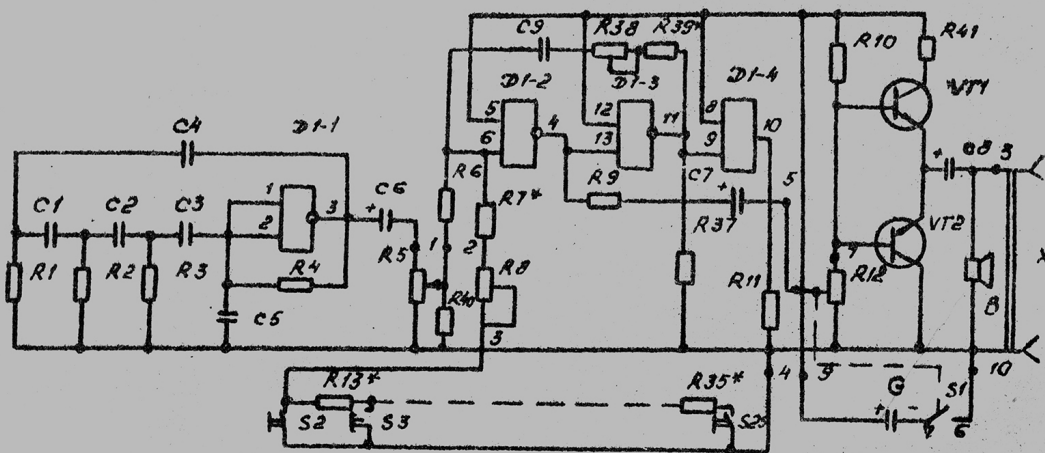 C9 R38 R39*
R10 R41
D1-2 D1-3 D1-4
VT1
5 12 8
C4 D1-1 4 11 10
6 13 9
R6 R9 C7 5 + C8 9
C1 C2 C3 1 3 C6 R7* R37 VT2
2 + 1 2 7
R1 R2 R3 R4 R5 R8 R11 R12 B
C5 R40
3 10
R13* R35* 4 9 G S1
S2 S3 + - 6